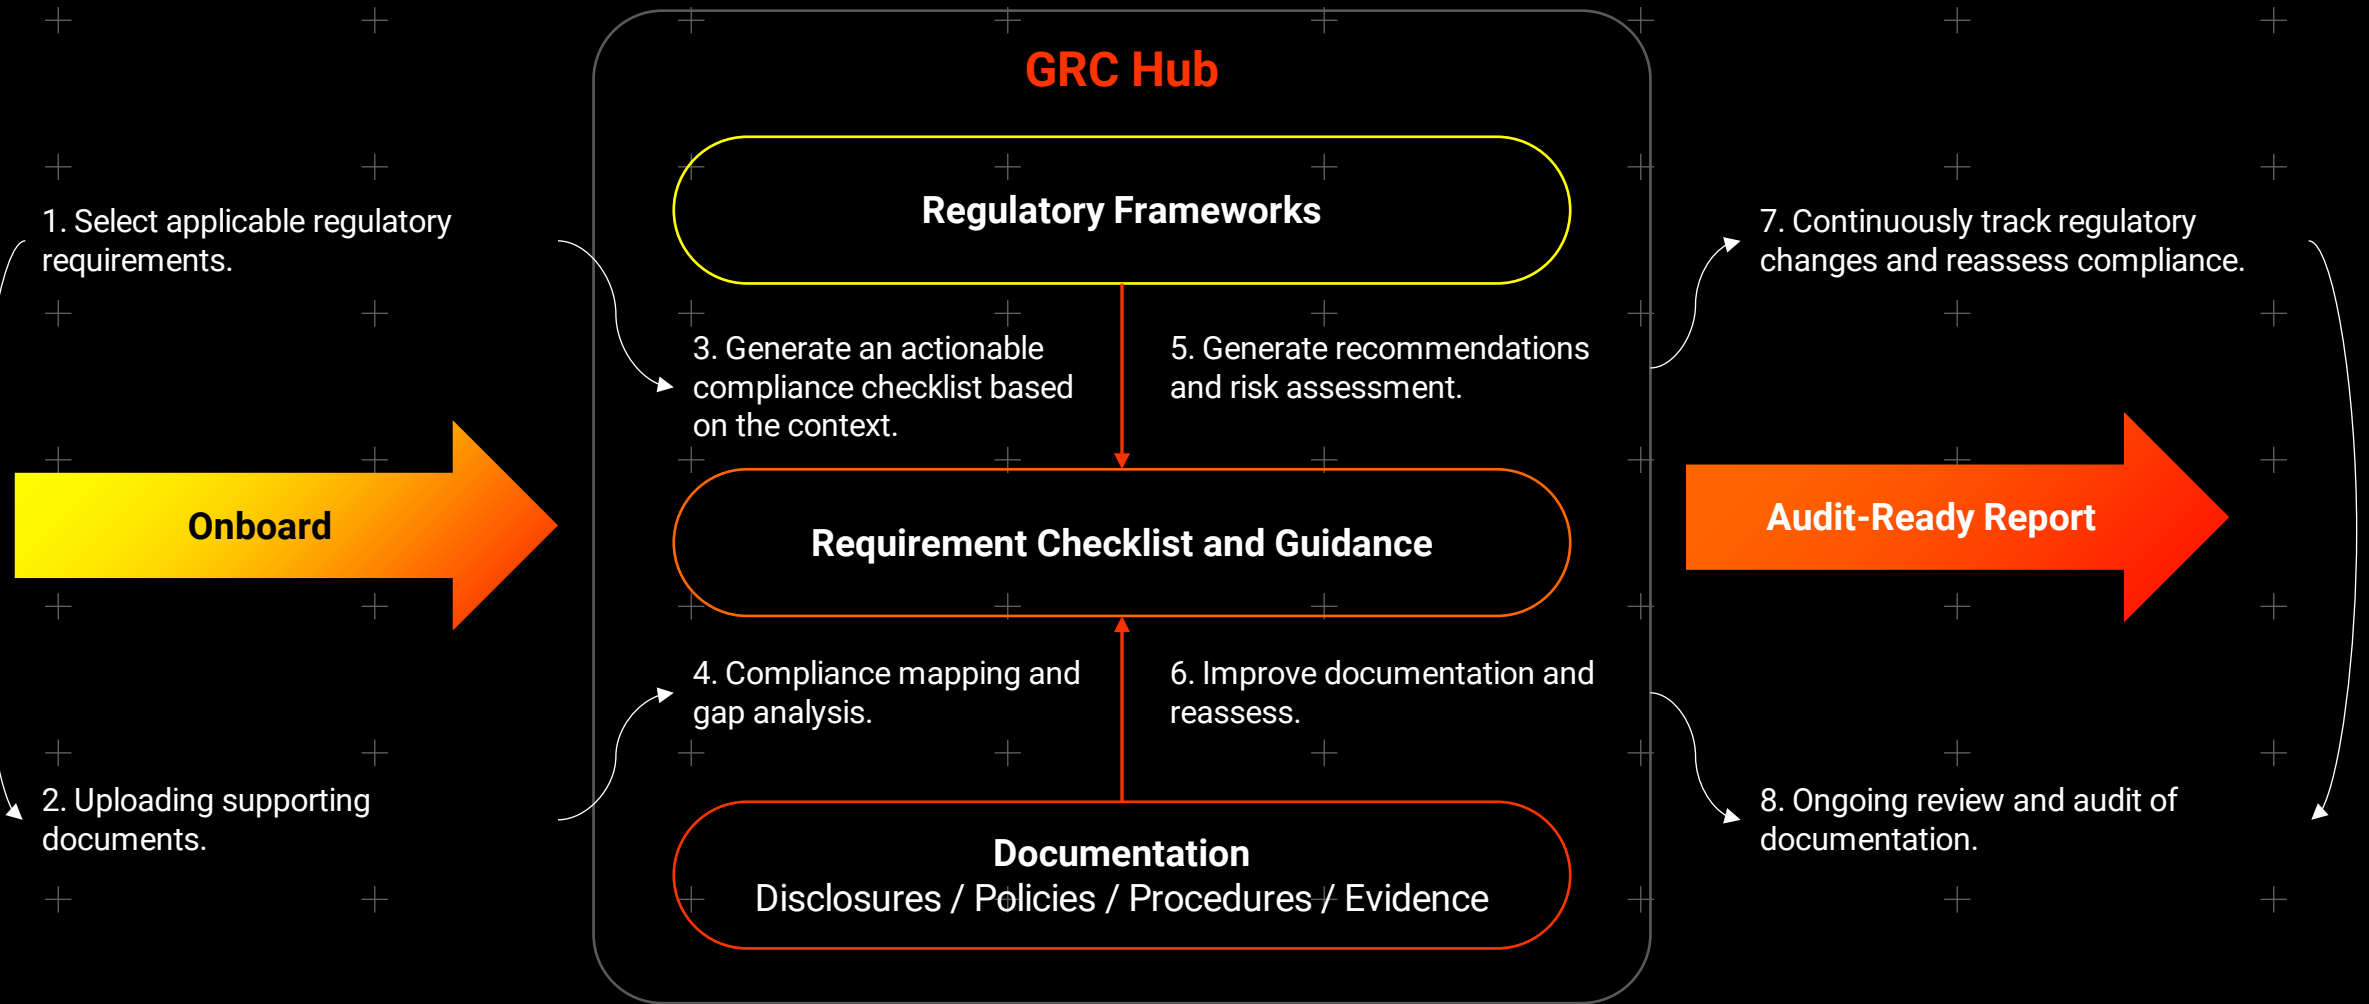 GRC Hub
Regulatory Frameworks
1. Select applicable regulatory
requirements.
Onboard
2. Uploading supporting
documents.
3. Generate an actionable
compliance checklist based
on the context.
5. Generate recommendations
and risk assessment.
Requirement Checklist and Guidance
4. Compliance mapping and
gap analysis.
6. Improve documentation and
reassess.
Documentation
Disclosures / Policies / Procedures / Evidence
7. Continuously track regulatory
changes and reassess compliance.
Audit-Ready Report
8. Ongoing review and audit of
documentation.